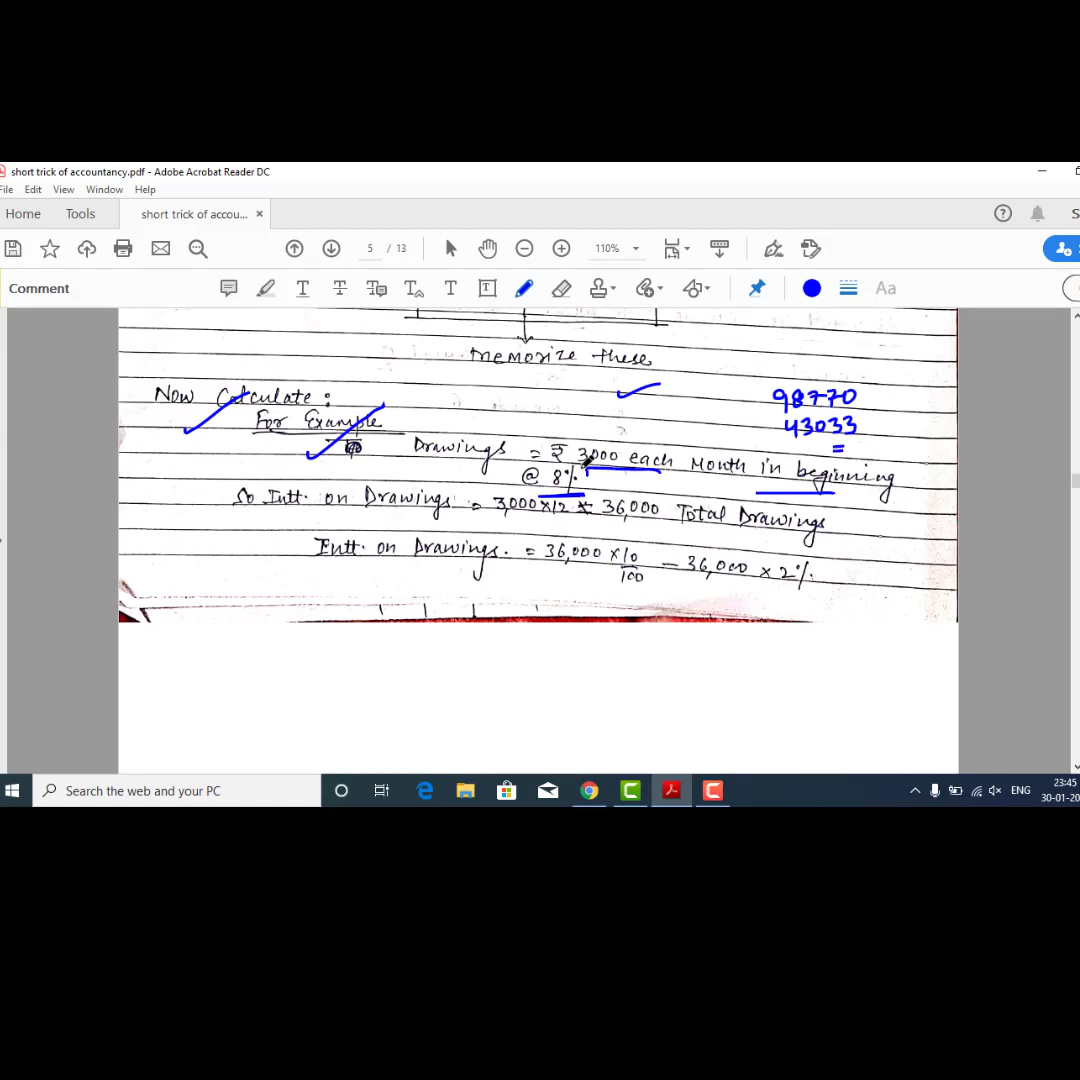 short trick of accountancy.pdf - Adobe Acrobat Reader DC
File Edit View Window Help
Home Tools short trick of accou... ×
5 / 13 110%
Comment Aa
Memorize these
Now Calculate :
98770
For Example
43033
Drawings = ₹ 3,000 each Month in beginning
@ 8%
So Intt. on Drawings = 3,000 × 12 = 36,000 Total Drawings
Intt. on Drawings. = 36,000 × 10/100 - 36,000 × 2%.
Search the web and your PC
ENG
23:45
30-01-20